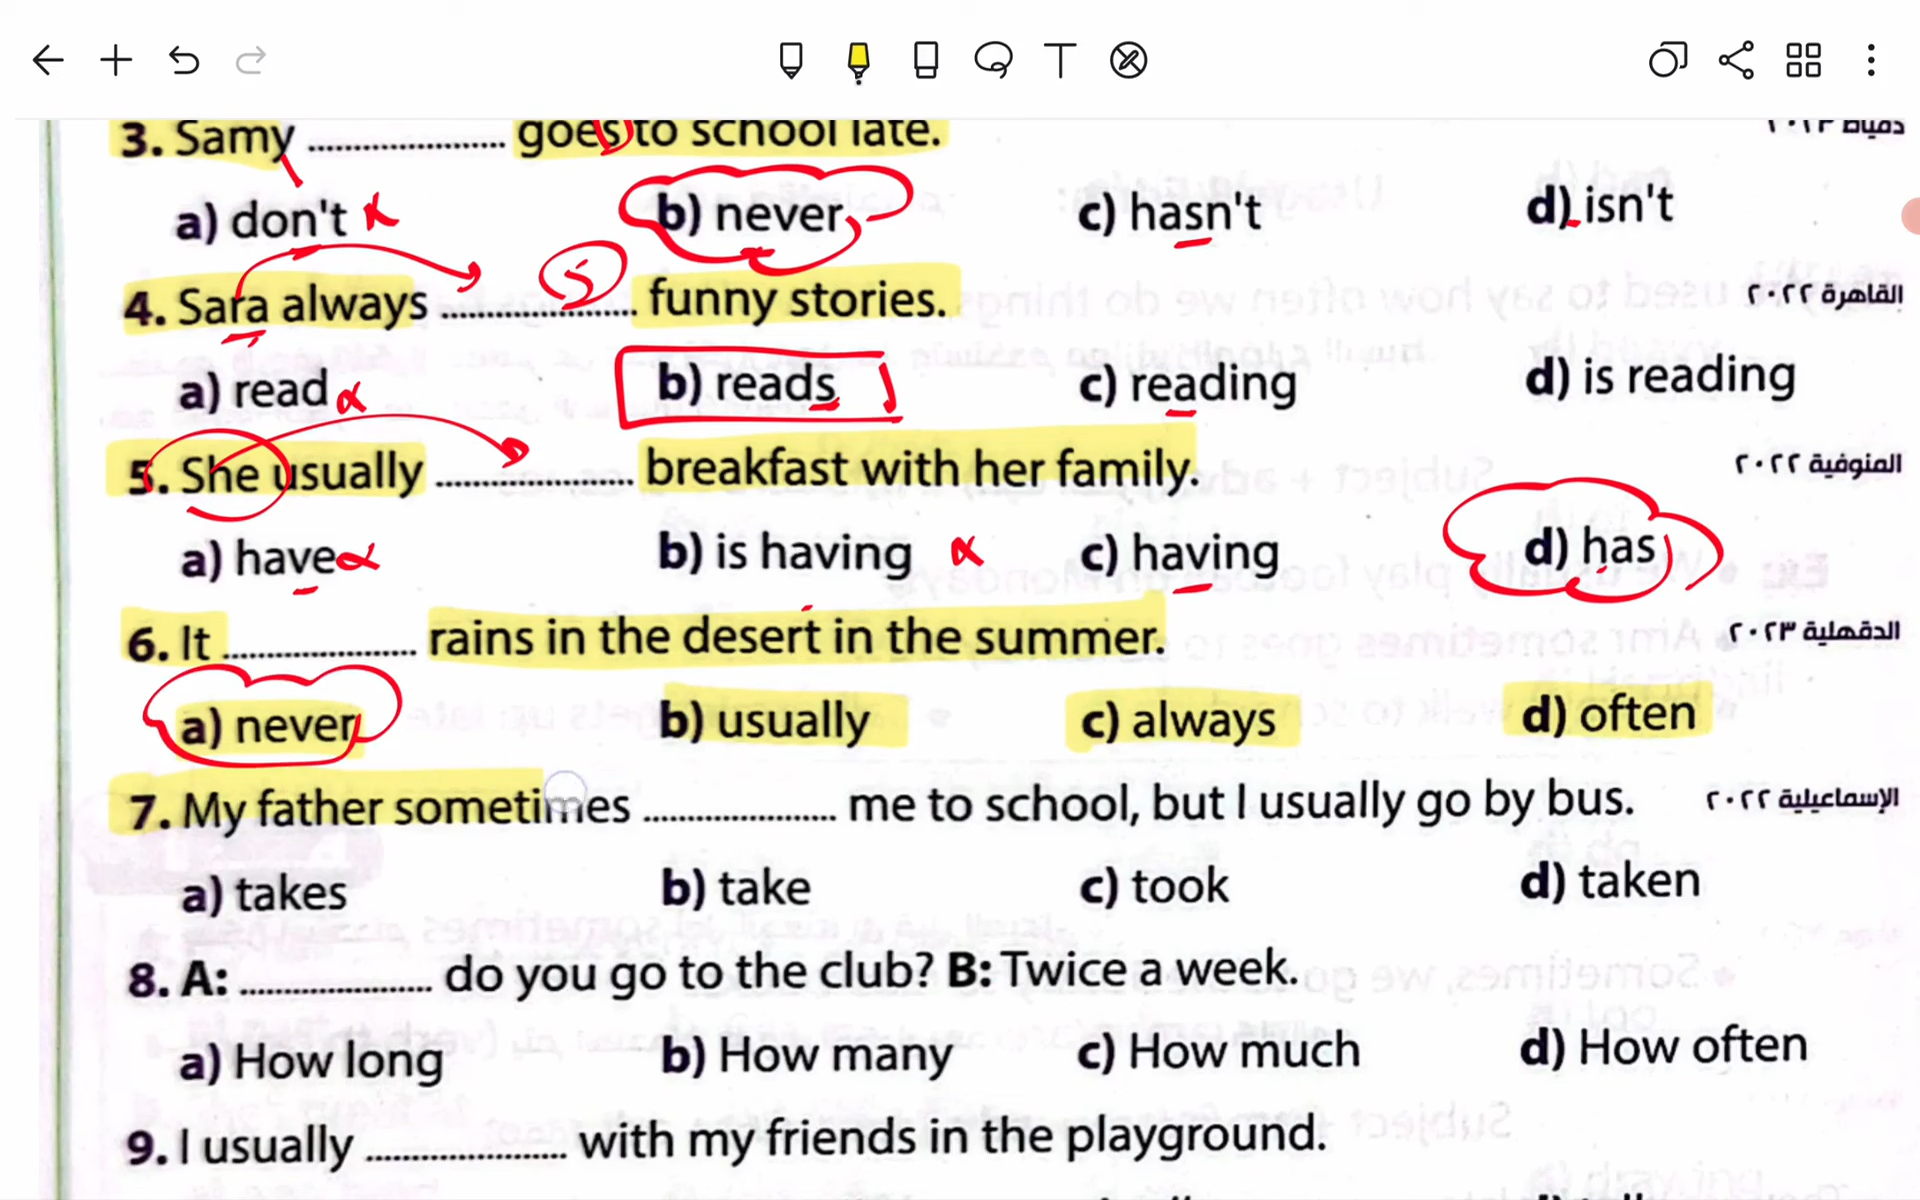 3. Samy .................... goes to school late. دمياط ٢٠٢٣
a) don't b) never c) hasn't d) isn't
4. Sara always .................... funny stories. القاهرة ٢٠٢٢
a) read b) reads c) reading d) is reading
5. She usually .................... breakfast with her family. المنوفية ٢٠٢٢
a) have b) is having c) having d) has
6. It .................... rains in the desert in the summer. الدقهلية ٢٠٢٣
a) never b) usually c) always d) often
7. My father sometimes .................... me to school, but I usually go by bus. الإسماعيلية ٢٠٢٢
a) takes b) take c) took d) taken
8. A: .................... do you go to the club? B: Twice a week.
a) How long b) How many c) How much d) How often
9. I usually .................... with my friends in the playground.